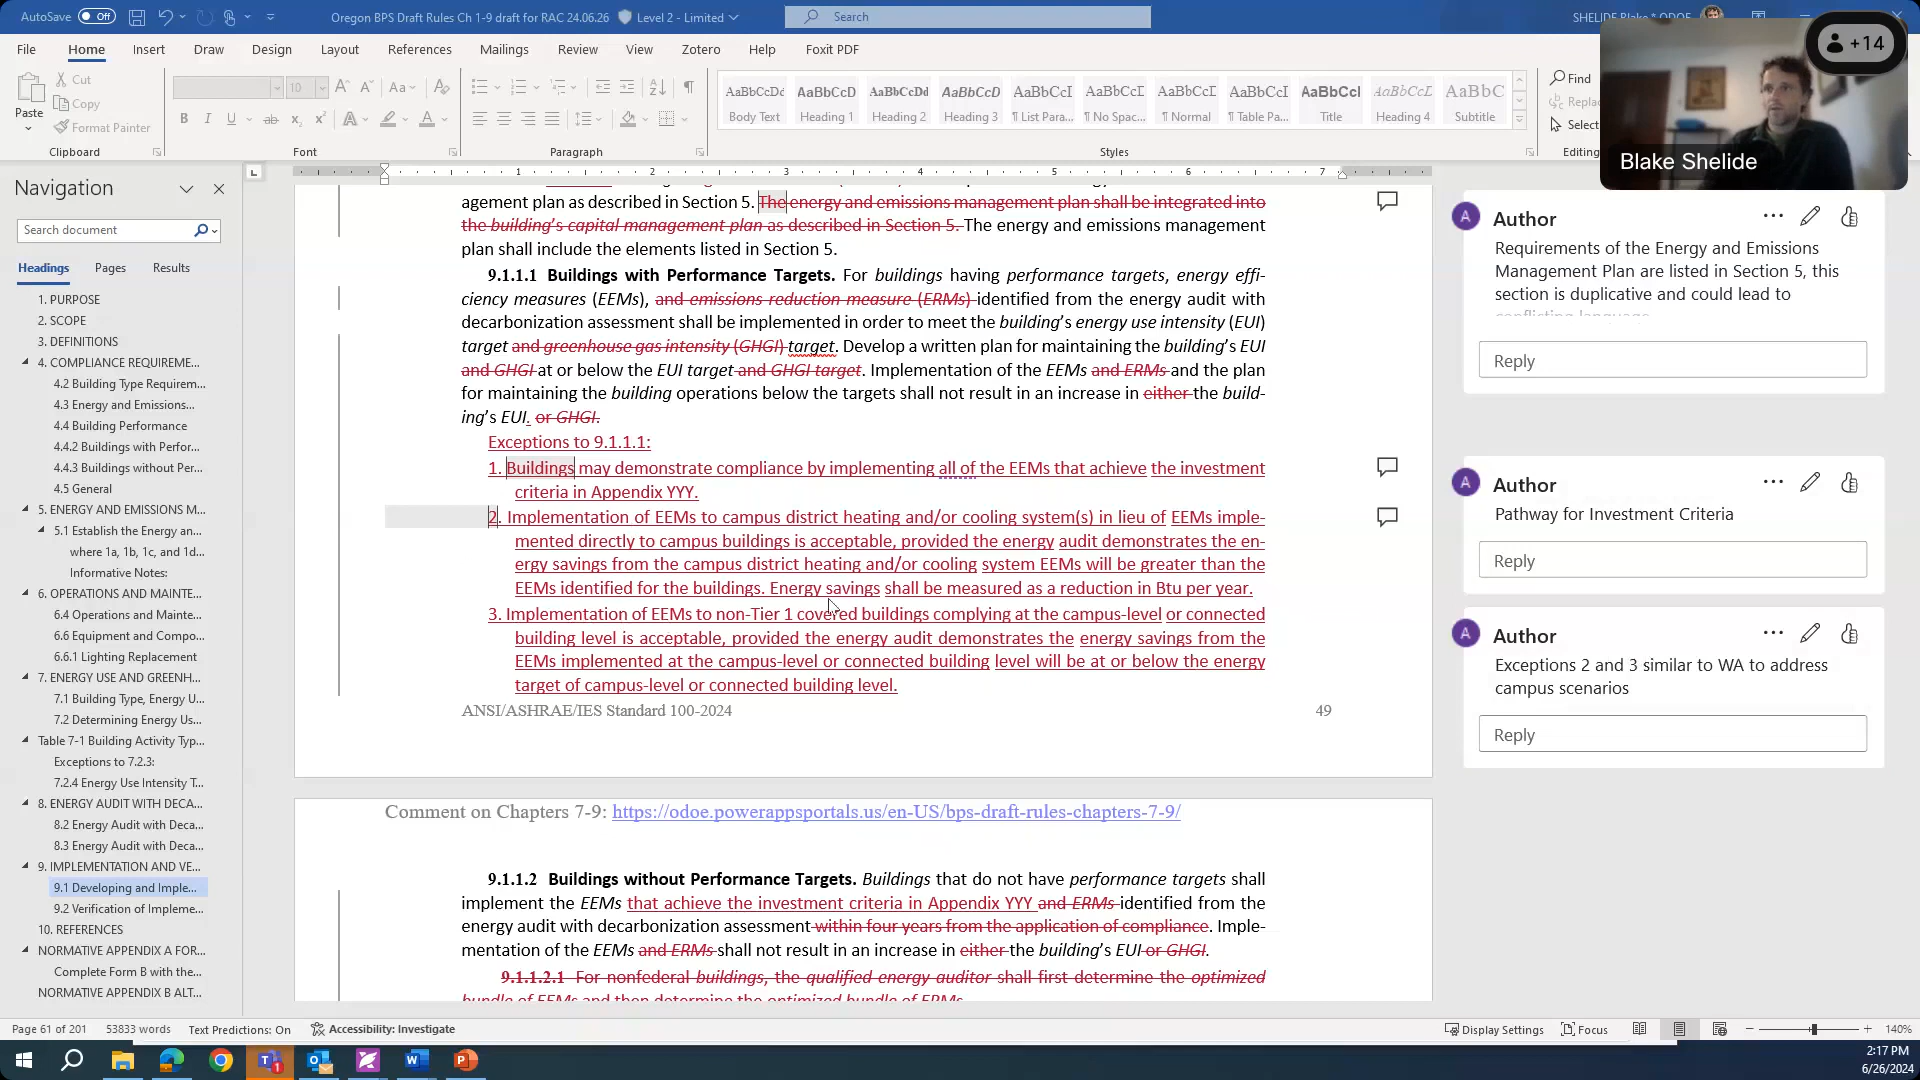 AutoSave Off
Oregon BPS Draft Rules Ch 1-9 draft for RAC 24.06.26
Level 2 - Limited
Search
SHELIDE Blake * ODOE
+14
File Home Insert Draw Design Layout References Mailings Review View Zotero Help Foxit PDF
Paste
Cut
Copy
Format Painter
Clipboard
10
Font
Paragraph
AaBbCcDd Body Text
AaBbCcD Heading 1
AaBbCcDd Heading 2
AaBbCcD Heading 3
AaBbCcI ¶ List Para...
AaBbCcI ¶ No Spac...
AaBbCcI ¶ Normal
AaBbCcI ¶ Table Pa...
AaBbCcI Title
AaBbCcL Heading 4
AaBbC Subtitle
Styles
Find
Select
Editing
Blake Shelide
Navigation
Search document
Headings Pages Results
1. PURPOSE
2. SCOPE
3. DEFINITIONS
4. COMPLIANCE REQUIREME...
4.2 Building Type Requirem...
4.3 Energy and Emissions...
4.4 Building Performance
4.4.2 Buildings with Perfor...
4.4.3 Buildings without Per...
4.5 General
5. ENERGY AND EMISSIONS M...
5.1 Establish the Energy an...
where 1a, 1b, 1c, and 1d...
Informative Notes:
6. OPERATIONS AND MAINTE...
6.4 Operations and Mainte...
6.6 Equipment and Compo...
6.6.1 Lighting Replacement
7. ENERGY USE AND GREENH...
7.1 Building Type, Energy U...
7.2 Determining Energy Us...
Table 7-1 Building Activity Typ...
Exceptions to 7.2.3:
7.2.4 Energy Use Intensity T...
8. ENERGY AUDIT WITH DECA...
8.2 Energy Audit with Deca...
8.3 Energy Audit with Deca...
9. IMPLEMENTATION AND VE...
9.1 Developing and Imple...
9.2 Verification of Impleme...
10. REFERENCES
NORMATIVE APPENDIX A FOR...
Complete Form B with the...
NORMATIVE APPENDIX B ALT...
1 2 3 4 5 6 7
agement plan as described in Section 5. The energy and emissions management plan shall be integrated into
the building's capital management plan as described in Section 5. The energy and emissions management
plan shall include the elements listed in Section 5.
9.1.1.1 Buildings with Performance Targets. For buildings having performance targets, energy effi-
ciency measures (EEMs), and emissions reduction measure (ERMs) identified from the energy audit with
decarbonization assessment shall be implemented in order to meet the building's energy use intensity (EUI)
target and greenhouse gas intensity (GHGI) target. Develop a written plan for maintaining the building's EUI
and GHGI at or below the EUI target and GHGI target. Implementation of the EEMs and ERMs and the plan
for maintaining the building operations below the targets shall not result in an increase in either the build-
ing's EUI. or GHGI.
Exceptions to 9.1.1.1:
1. Buildings may demonstrate compliance by implementing all of the EEMs that achieve the investment
criteria in Appendix YYY.
2. Implementation of EEMs to campus district heating and/or cooling system(s) in lieu of EEMs imple-
mented directly to campus buildings is acceptable, provided the energy audit demonstrates the en-
ergy savings from the campus district heating and/or cooling system EEMs will be greater than the
EEMs identified for the buildings. Energy savings shall be measured as a reduction in Btu per year.
3. Implementation of EEMs to non-Tier 1 covered buildings complying at the campus-level or connected
building level is acceptable, provided the energy audit demonstrates the energy savings from the
EEMs implemented at the campus-level or connected building level will be at or below the energy
target of campus-level or connected building level.
ANSI/ASHRAE/IES Standard 100-2024 49
Comment on Chapters 7-9: https://odoe.powerappsportals.us/en-US/bps-draft-rules-chapters-7-9/
9.1.1.2 Buildings without Performance Targets. Buildings that do not have performance targets shall
implement the EEMs that achieve the investment criteria in Appendix YYY and ERMs identified from the
energy audit with decarbonization assessment within four years from the application of compliance. Imple-
mentation of the EEMs and ERMs shall not result in an increase in either the building's EUI or GHGI.
9.1.1.2.1 For nonfederal buildings, the qualified energy auditor shall first determine the optimized
bundle of EEMs and then determine the optimized bundle of ERMs.
A Author
Requirements of the Energy and Emissions
Management Plan are listed in Section 5, this
section is duplicative and could lead to
conflicting language
Reply
A Author
Pathway for Investment Criteria
Reply
A Author
Exceptions 2 and 3 similar to WA to address
campus scenarios
Reply
Page 61 of 201 53833 words Text Predictions: On Accessibility: Investigate
Display Settings Focus 140%
2:17 PM
6/26/2024